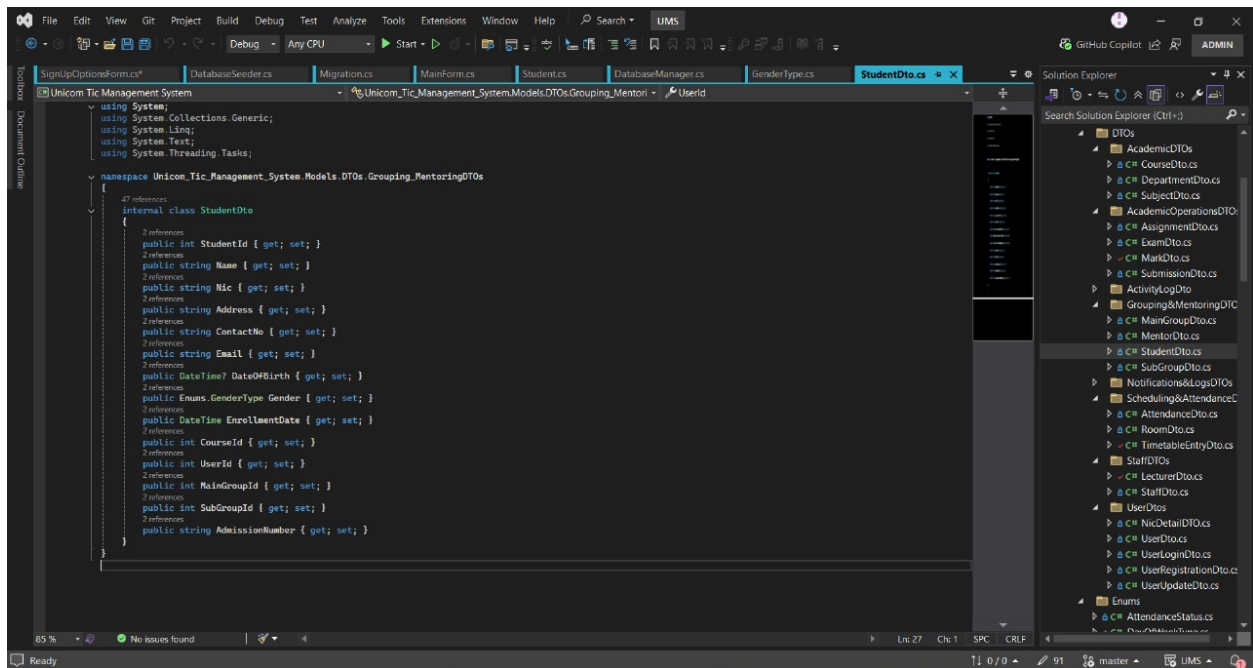 File Edit View Git Project Build Debug Test Analyze Tools Extensions Window Help Search UMS
Debug Any CPU Start GitHub Copilot ADMIN
Toolbox
Document Outline
SignUpOptionsForm.cs* DatabaseSeeder.cs Migration.cs MainForm.cs Student.cs DatabaseManager.cs GenderType.cs StudentDto.cs
Unicom Tic Management System Unicom_Tic_Management_System.Models.DTOs.Grouping_Mentori UserId
using System;
using System.Collections.Generic;
using System.Linq;
using System.Text;
using System.Threading.Tasks;
namespace Unicom_Tic_Management_System.Models.DTOs.Grouping_MentoringDTOs
{
47 references
internal class StudentDto
{
2 references
public int StudentId { get; set; }
2 references
public string Name { get; set; }
2 references
public string Nic { get; set; }
2 references
public string Address { get; set; }
2 references
public string ContactNo { get; set; }
2 references
public string Email { get; set; }
2 references
public DateTime? DateOfBirth { get; set; }
2 references
public Enums.GenderType Gender { get; set; }
2 references
public DateTime EnrollmentDate { get; set; }
2 references
public int CourseId { get; set; }
2 references
public int UserId { get; set; }
2 references
public int MainGroupId { get; set; }
2 references
public int SubGroupId { get; set; }
2 references
public string AdmissionNumber { get; set; }
}
}
85 % No issues found Ln: 27 Ch: 1 SPC CRLF
Solution Explorer
Search Solution Explorer (Ctrl+;)
DTOs
AcademicDTOs
C# CourseDto.cs
C# DepartmentDto.cs
C# SubjectDto.cs
AcademicOperationsDTO
C# AssignmentDto.cs
C# ExamDto.cs
C# MarkDto.cs
C# SubmissionDto.cs
ActivityLogDto
Grouping&MentoringDTC
C# MainGroupDto.cs
C# MentorDto.cs
C# StudentDto.cs
C# SubGroupDto.cs
Notifications&LogsDTOs
Scheduling&AttendanceD
C# AttendanceDto.cs
C# RoomDto.cs
C# TimetableEntryDto.cs
StaffDTOs
C# LecturerDto.cs
C# StaffDto.cs
UserDtos
C# NicDetailDTO.cs
C# UserDto.cs
C# UserLoginDto.cs
C# UserRegistrationDto.cs
C# UserUpdateDto.cs
Enums
C# AttendanceStatus.cs
Ready 0 / 0 91 master UMS